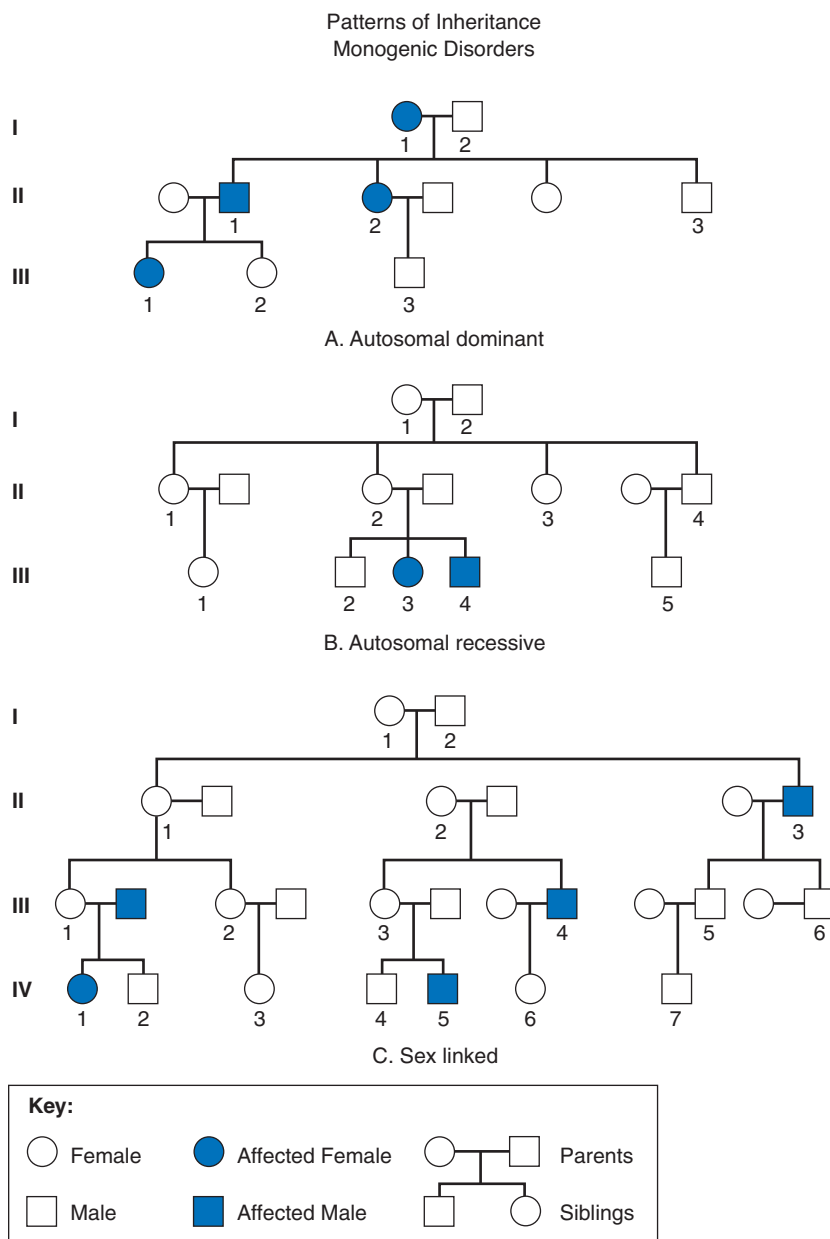 Patterns of Inheritance
Monogenic Disorders
I
1 2
II
1 2 3
III
1 2 3
A. Autosomal dominant
I
1 2
II
1 2 3 4
III
1 2 3 4 5
B. Autosomal recessive
I
1 2
II
1 2 3
III
1 2 3 4 5 6
IV
1 2 3 4 5 6 7
C. Sex linked
Key:
Female Affected Female Parents
Male Affected Male Siblings